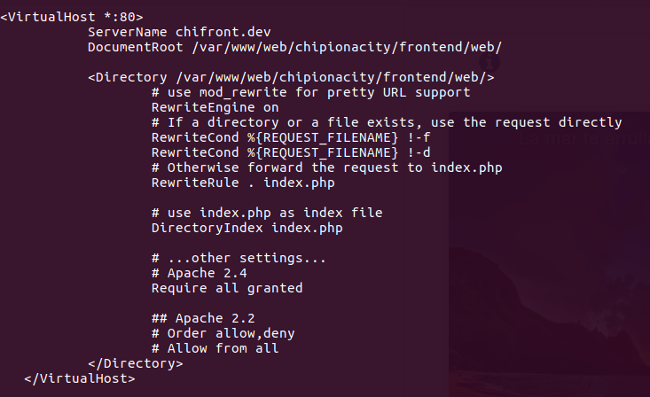 <VirtualHost *:80>
ServerName chifront.dev
DocumentRoot /var/www/web/chipionacity/frontend/web/
<Directory /var/www/web/chipionacity/frontend/web/>
# use mod_rewrite for pretty URL support
RewriteEngine on
# If a directory or a file exists, use the request directly
RewriteCond %{REQUEST_FILENAME} !-f
RewriteCond %{REQUEST_FILENAME} !-d
# Otherwise forward the request to index.php
RewriteRule . index.php
# use index.php as index file
DirectoryIndex index.php
# ...other settings...
# Apache 2.4
Require all granted
## Apache 2.2
# Order allow,deny
# Allow from all
</Directory>
</VirtualHost>